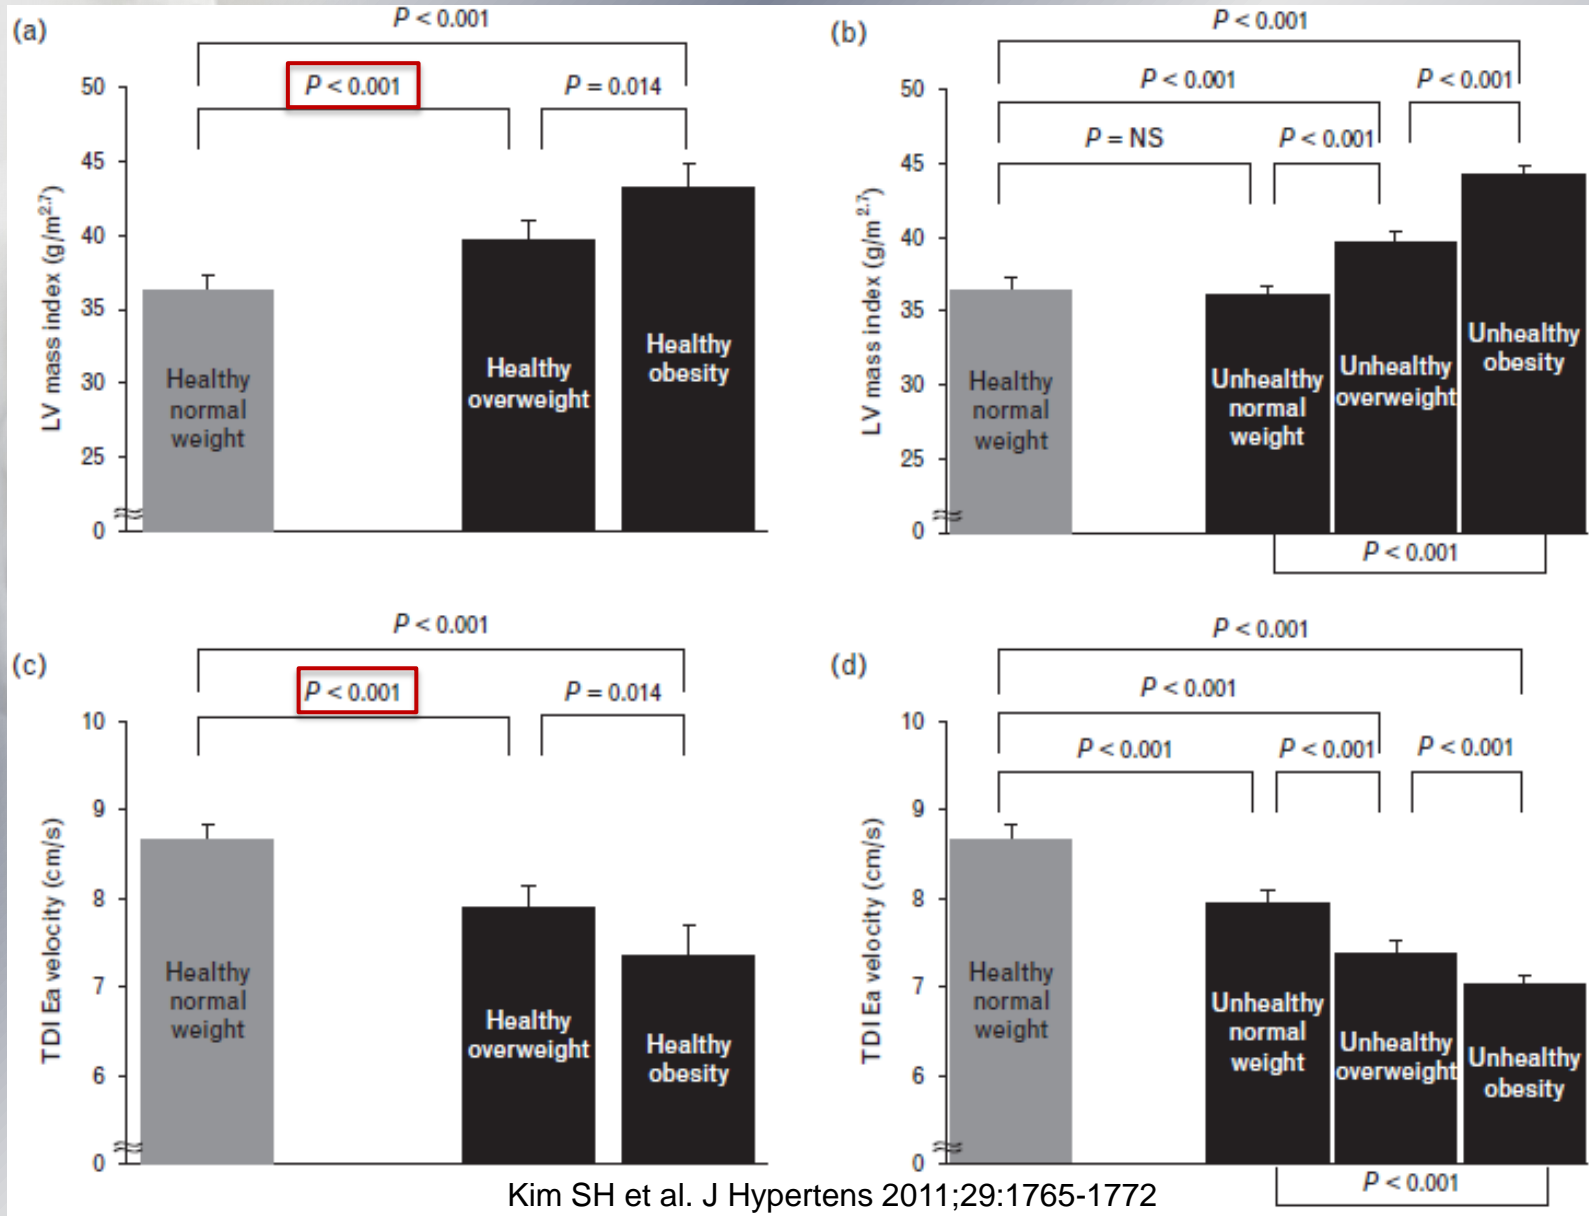 (a)
P < 0.001
P < 0.001
P = 0.014
50
45
40
35
30
25
0
LV mass index (g/m2.7)
Healthy
normal
weight
Healthy
overweight
Healthy
obesity
(b)
P < 0.001
P < 0.001
P < 0.001
P = NS
P < 0.001
50
45
40
35
30
25
0
LV mass index (g/m2.7)
Healthy
normal
weight
Unhealthy
normal
weight
Unhealthy
overweight
Unhealthy
obesity
P < 0.001
(c)
P < 0.001
P < 0.001
P = 0.014
10
9
8
7
6
0
TDI Ea velocity (cm/s)
Healthy
normal
weight
Healthy
overweight
Healthy
obesity
(d)
P < 0.001
P < 0.001
P < 0.001
P < 0.001
P < 0.001
10
9
8
7
6
0
TDI Ea velocity (cm/s)
Healthy
normal
weight
Unhealthy
normal
weight
Unhealthy
overweight
Unhealthy
obesity
P < 0.001
Kim SH et al. J Hypertens 2011;29:1765-1772